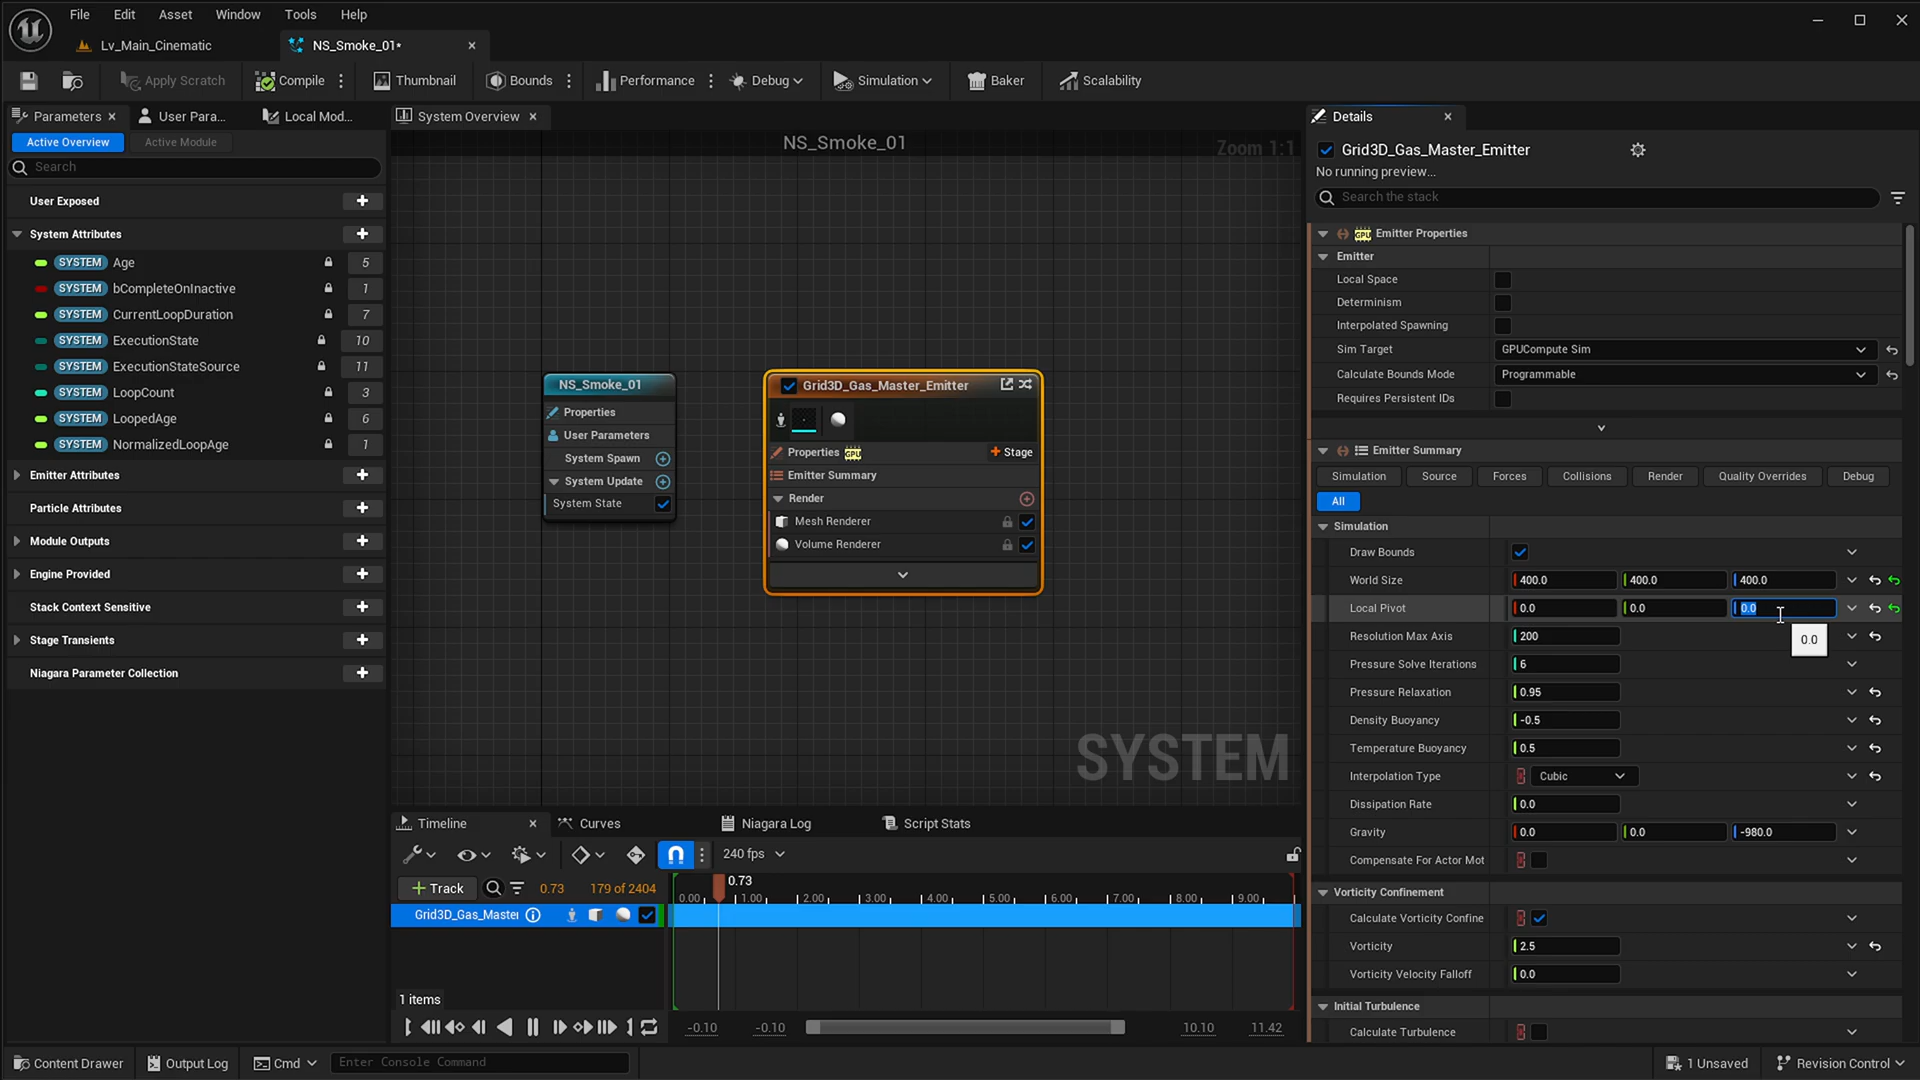 File Edit Asset Window Tools Help
Lv_Main_Cinematic
NS_Smoke_01*
Apply Scratch
Compile
Thumbnail
Bounds
Performance
Debug
Simulation
Baker
Scalability
Parameters
User Para...
Local Mod...
Active Overview
Active Module
Search
User Exposed
System Attributes
SYSTEM Age 5
SYSTEM bCompleteOnInactive 1
SYSTEM CurrentLoopDuration 7
SYSTEM ExecutionState 10
SYSTEM ExecutionStateSource 11
SYSTEM LoopCount 3
SYSTEM LoopedAge 6
SYSTEM NormalizedLoopAge 1
Emitter Attributes
Particle Attributes
Module Outputs
Engine Provided
Stack Context Sensitive
Stage Transients
Niagara Parameter Collection
System Overview
NS_Smoke_01
Zoom 1:1
NS_Smoke_01
Properties
User Parameters
System Spawn
System Update
System State
Grid3D_Gas_Master_Emitter
Properties GPU
Stage
Emitter Summary
Render
Mesh Renderer
Volume Renderer
SYSTEM
Timeline
Curves
Niagara Log
Script Stats
240 fps
Track
0.73
179 of 2404
0.73
0.00 1.00 2.00 3.00 4.00 5.00 6.00 7.00 8.00 9.00
Grid3D_Gas_Master
1 items
-0.10
-0.10
10.10
11.42
Details
Grid3D_Gas_Master_Emitter
No running preview...
Search the stack
GPU Emitter Properties
Emitter
Local Space
Determinism
Interpolated Spawning
Sim Target GPUCompute Sim
Calculate Bounds Mode Programmable
Requires Persistent IDs
Emitter Summary
Simulation
Source
Forces
Collisions
Render
Quality Overrides
Debug
All
Simulation
Draw Bounds
World Size 400.0 400.0 400.0
Local Pivot 0.0 0.0 0.0
0.0
Resolution Max Axis 200
Pressure Solve Iterations 6
Pressure Relaxation 0.95
Density Buoyancy -0.5
Temperature Buoyancy 0.5
Interpolation Type Cubic
Dissipation Rate 0.0
Gravity 0.0 0.0 -980.0
Compensate For Actor Mot
Vorticity Confinement
Calculate Vorticity Confine
Vorticity 2.5
Vorticity Velocity Falloff 0.0
Initial Turbulence
Calculate Turbulence
Content Drawer
Output Log
Cmd
Enter Console Command
1 Unsaved
Revision Control